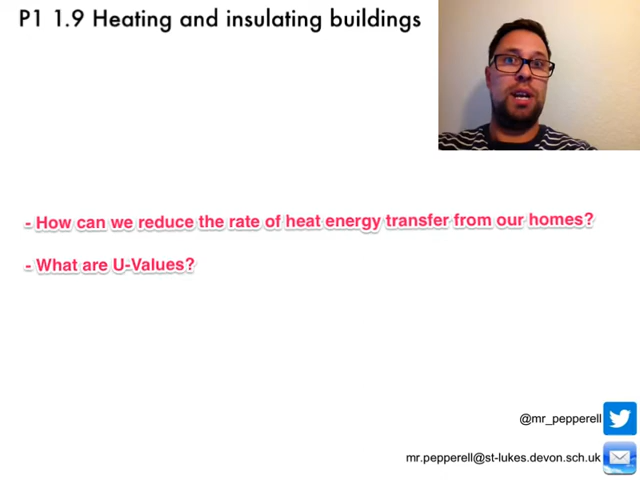 P1 1.9 Heating and insulating buildings
- How can we reduce the rate of heat energy transfer from our homes?
- What are U-Values?
@mr_pepperell
mr.pepperell@st-lukes.devon.sch.uk